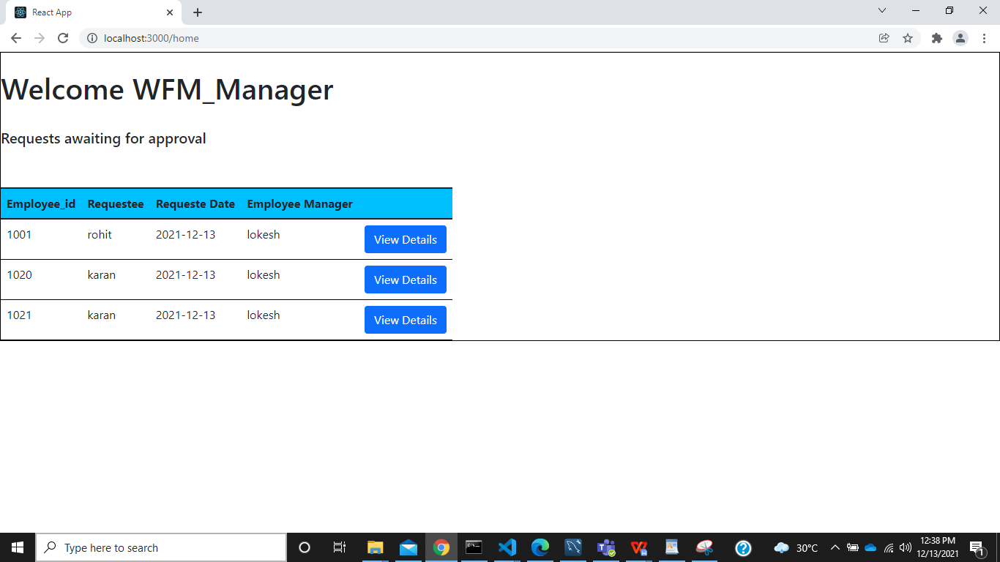 React App
localhost:3000/home
Welcome WFM_Manager
Requests awaiting for approval
Employee_id Requestee Requeste Date Employee Manager
1001 rohit 2021-12-13 lokesh View Details
1020 karan 2021-12-13 lokesh View Details
1021 karan 2021-12-13 lokesh View Details
Type here to search
30°C
12:38 PM
12/13/2021
1